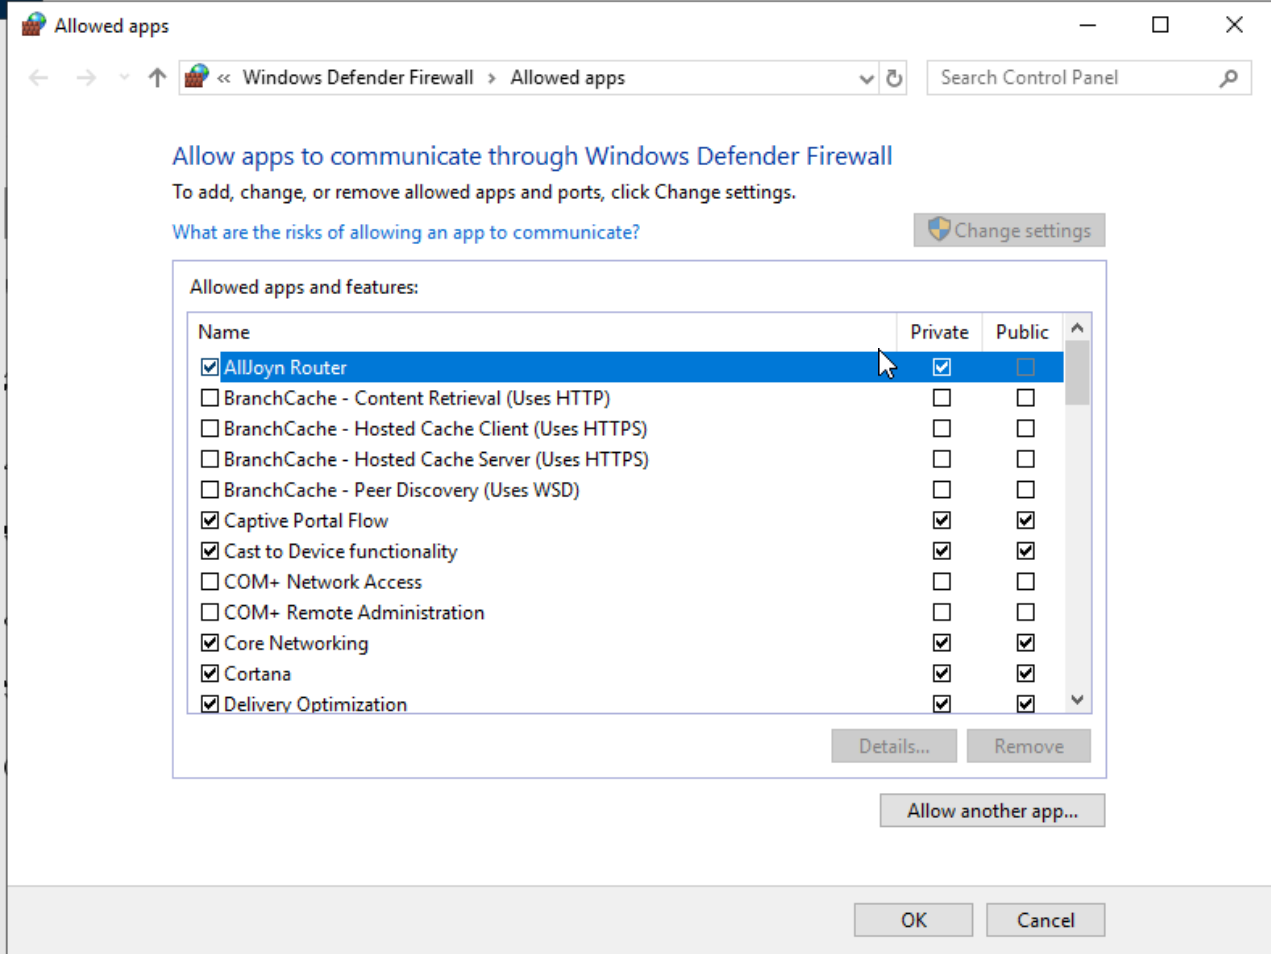 Allowed apps
« Windows Defender Firewall > Allowed apps
Search Control Panel
Allow apps to communicate through Windows Defender Firewall
To add, change, or remove allowed apps and ports, click Change settings.
What are the risks of allowing an app to communicate?
Change settings
Allowed apps and features:
Name Private Public
AllJoyn Router
BranchCache - Content Retrieval (Uses HTTP)
BranchCache - Hosted Cache Client (Uses HTTPS)
BranchCache - Hosted Cache Server (Uses HTTPS)
BranchCache - Peer Discovery (Uses WSD)
Captive Portal Flow
Cast to Device functionality
COM+ Network Access
COM+ Remote Administration
Core Networking
Cortana
Delivery Optimization
Details... Remove
Allow another app...
OK Cancel